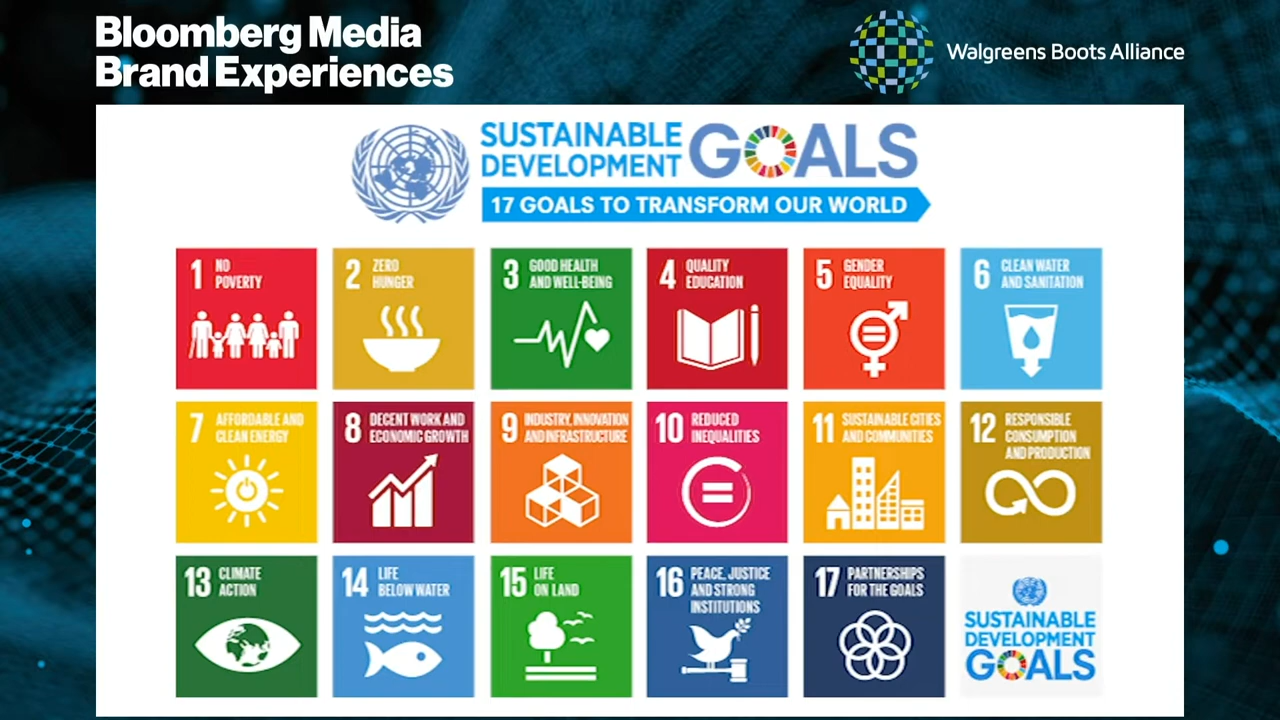 Bloomberg Media
Brand Experiences
Walgreens Boots Alliance
SUSTAINABLE
DEVELOPMENT
GOALS
17 GOALS TO TRANSFORM OUR WORLD
1 NO
POVERTY
2 ZERO
HUNGER
3 GOOD HEALTH
AND WELL-BEING
4 QUALITY
EDUCATION
5 GENDER
EQUALITY
6 CLEAN WATER
AND SANITATION
7 AFFORDABLE AND
CLEAN ENERGY
8 DECENT WORK AND
ECONOMIC GROWTH
9 INDUSTRY, INNOVATION
AND INFRASTRUCTURE
10 REDUCED
INEQUALITIES
11 SUSTAINABLE CITIES
AND COMMUNITIES
12 RESPONSIBLE
CONSUMPTION
AND PRODUCTION
13 CLIMATE
ACTION
14 LIFE
BELOW WATER
15 LIFE
ON LAND
16 PEACE, JUSTICE
AND STRONG
INSTITUTIONS
17 PARTNERSHIPS
FOR THE GOALS
SUSTAINABLE
DEVELOPMENT
GOALS